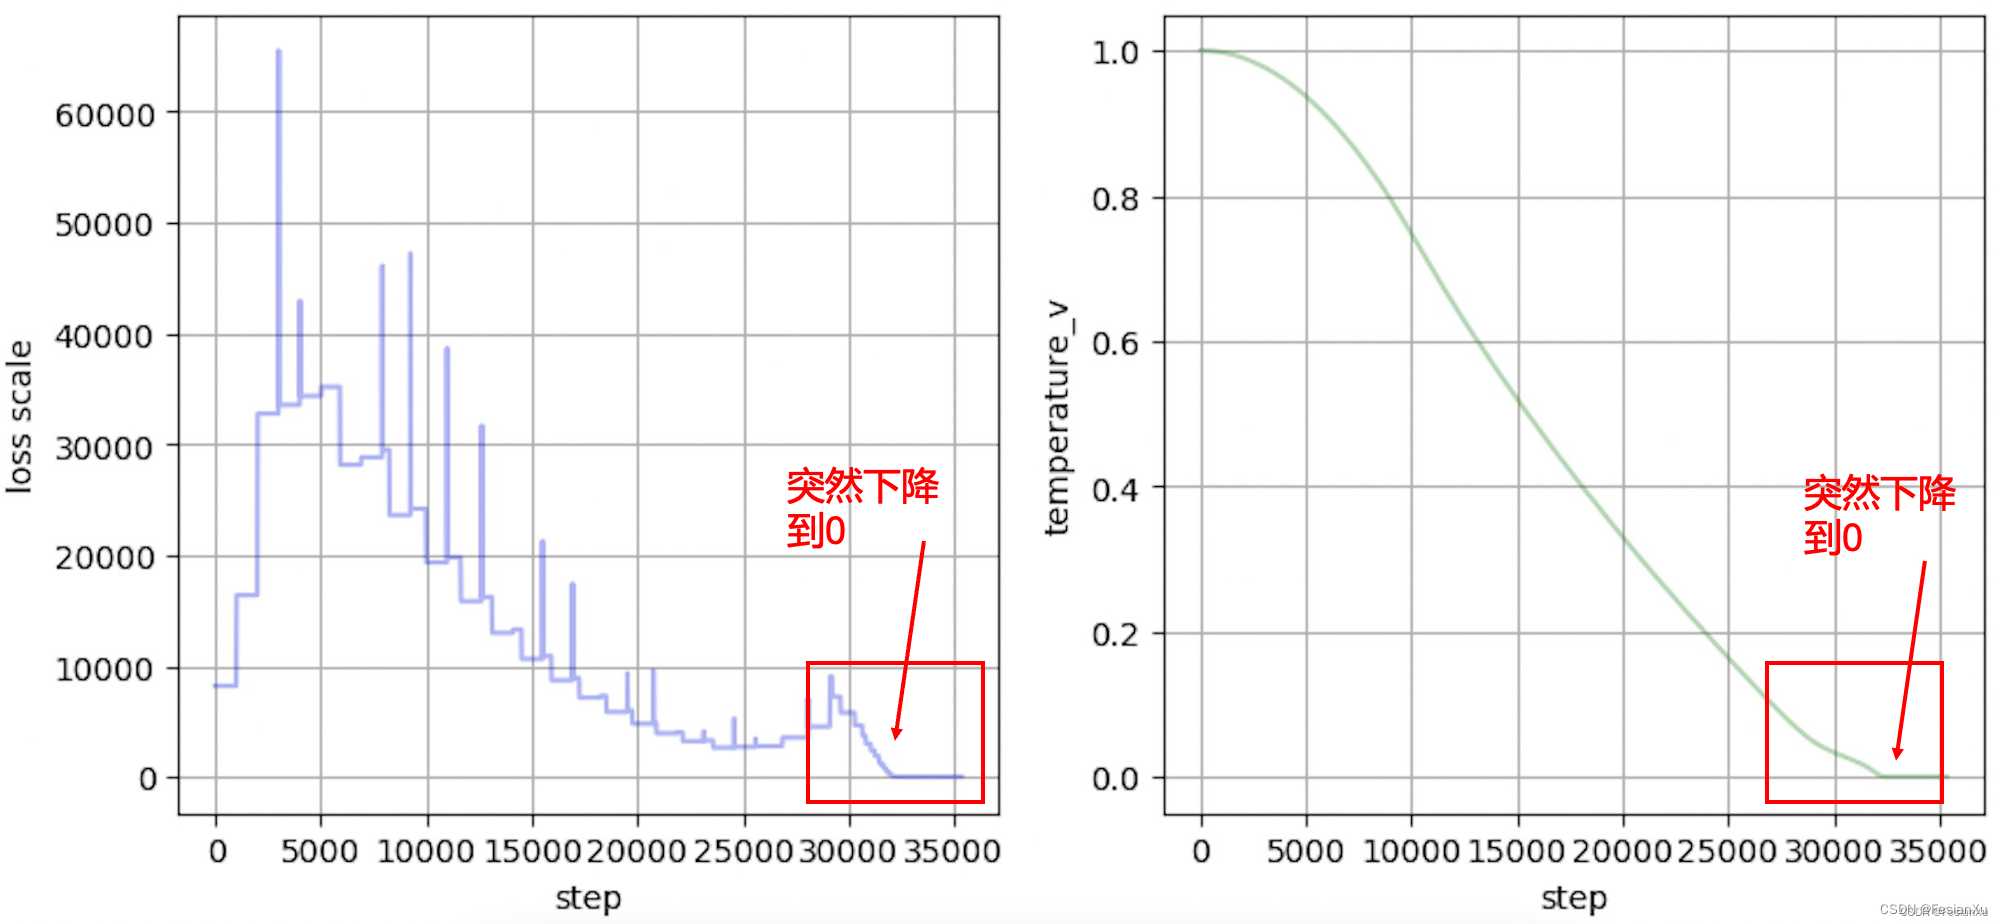 60000
50000
40000
30000
20000
10000
0
loss scale
突然下降
到0
0 5000 10000 15000 20000 25000 30000 35000
step
1.0
0.8
0.6
0.4
0.2
0.0
temperature_v
突然下降
到0
0 5000 10000 15000 20000 25000 30000 35000
step
CSDN @FesianXu